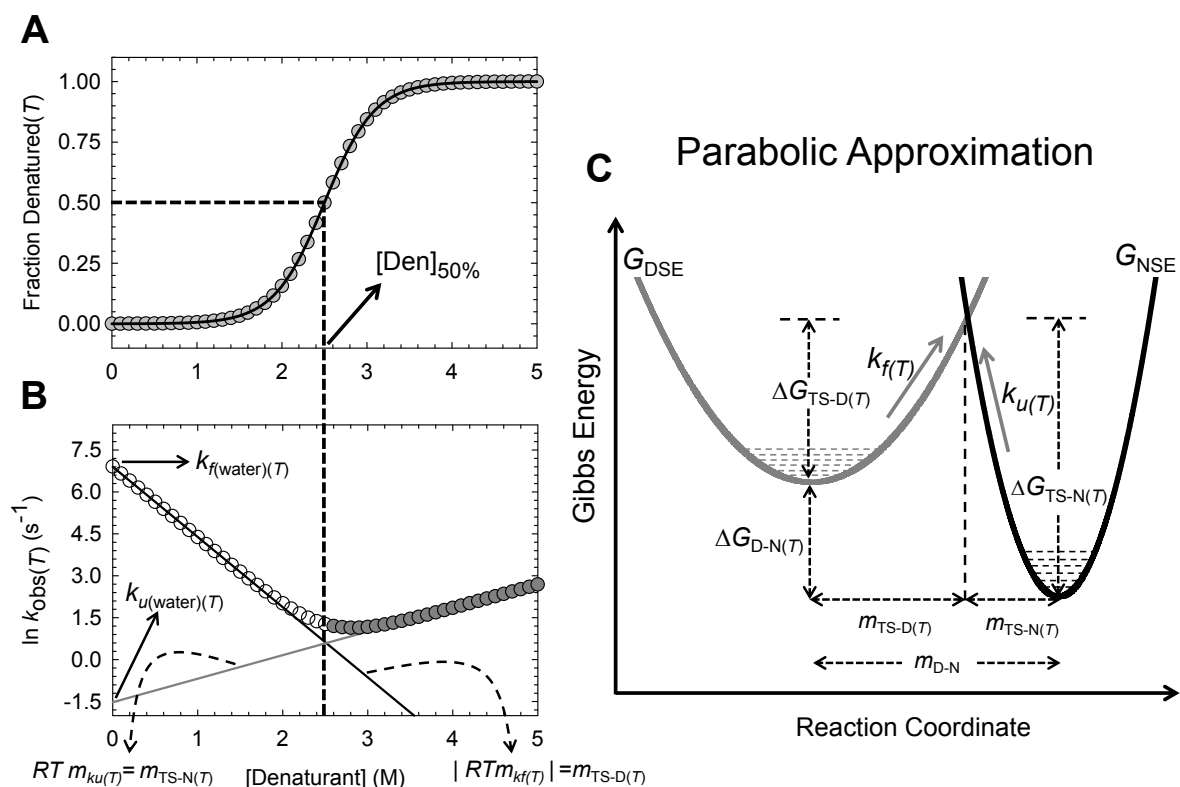 A
Fraction Denatured(T)
1.00
0.75
0.50
0.25
0.00
[Den]50%
0 1 2 3 4 5
B
ln kobs(T) (s−1)
7.5
6.0
4.5
3.0
1.5
0.0
-1.5
kf(water)(T)
ku(water)(T)
0 1 2 3 4 5
RT mku(T)= mTS-N(T)
[Denaturant] (M)
| RTmkf(T) | =mTS-D(T)
Parabolic Approximation
C
Gibbs Energy
GDSE
GNSE
kf(T)
ku(T)
ΔGTS-D(T)
ΔGTS-N(T)
ΔGD-N(T)
mTS-D(T)
mTS-N(T)
mD-N
Reaction Coordinate